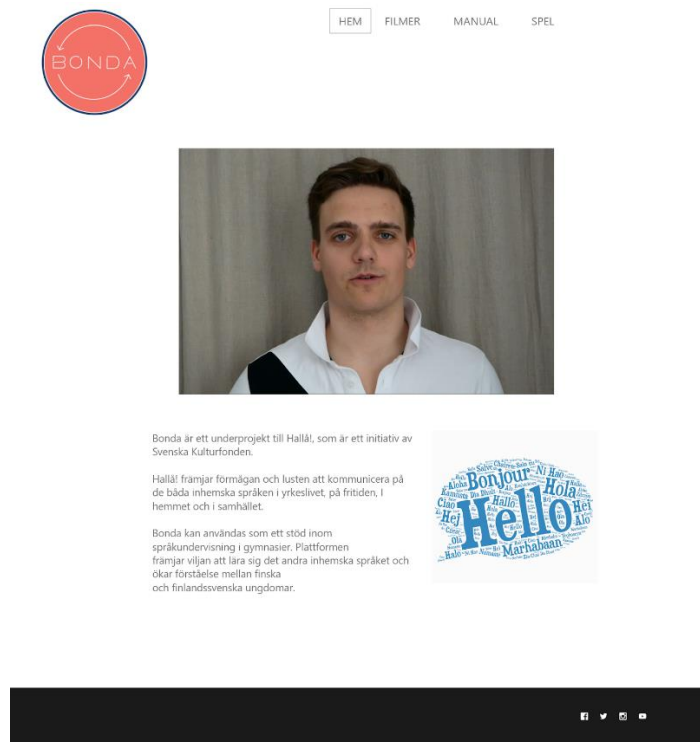 BONDA
HEM FILMER MANUAL SPEL
Bonda är ett underprojekt till Hallå!, som är ett initiativ av
Svenska Kulturfonden.
Hallå! främjar förmågan och lusten att kommunicera på
de båda inhemska språken i yrkeslivet, på fritiden, I
hemmet och i samhället.
Bonda kan användas som ett stöd inom
språkundervisning i gymnasier. Plattformen
främjar viljan att lära sig det andra inhemska språket och
ökar förståelse mellan finska
och finlandssvenska ungdomar.
Aloha Bonjour Ni Hao
Ciao Hallo Hola
Hej Hello Hei
Olá Aló
Halo Marhabaan